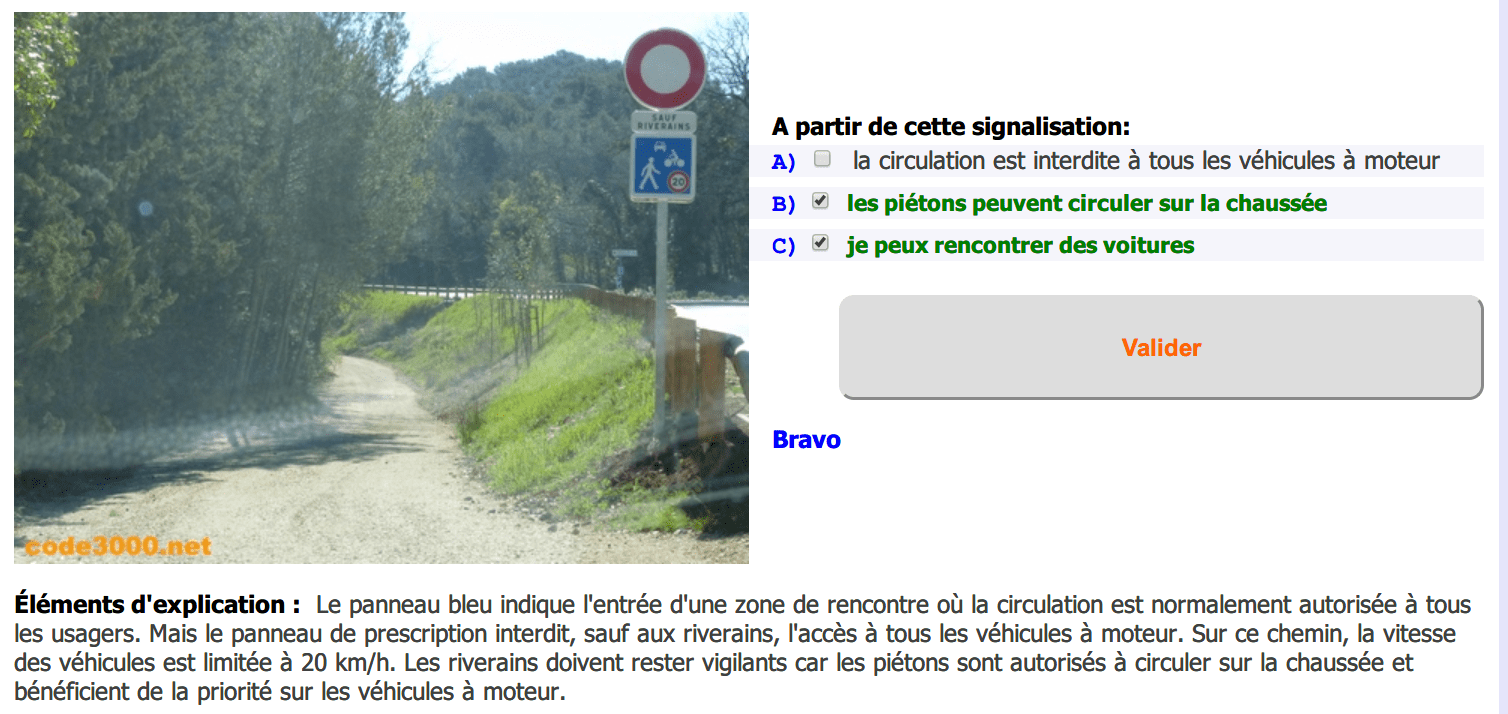 SAUF
RIVERAINS
20
code3000.net
A partir de cette signalisation:
A) la circulation est interdite à tous les véhicules à moteur
B) les piétons peuvent circuler sur la chaussée
C) je peux rencontrer des voitures
Valider
Bravo
Éléments d'explication : Le panneau bleu indique l'entrée d'une zone de rencontre où la circulation est normalement autorisée à tous
les usagers. Mais le panneau de prescription interdit, sauf aux riverains, l'accès à tous les véhicules à moteur. Sur ce chemin, la vitesse
des véhicules est limitée à 20 km/h. Les riverains doivent rester vigilants car les piétons sont autorisés à circuler sur la chaussée et
bénéficient de la priorité sur les véhicules à moteur.